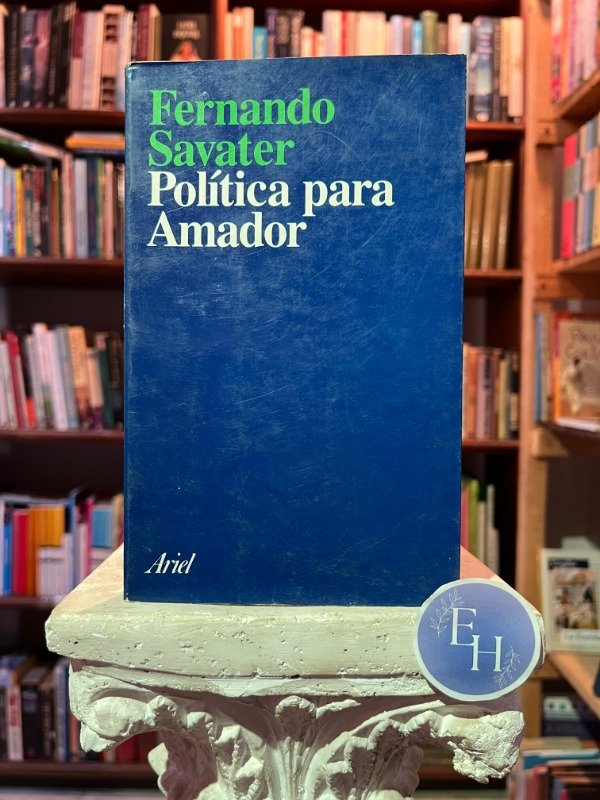 Fernando
Savater
Política para
Amador
Ariel
EH